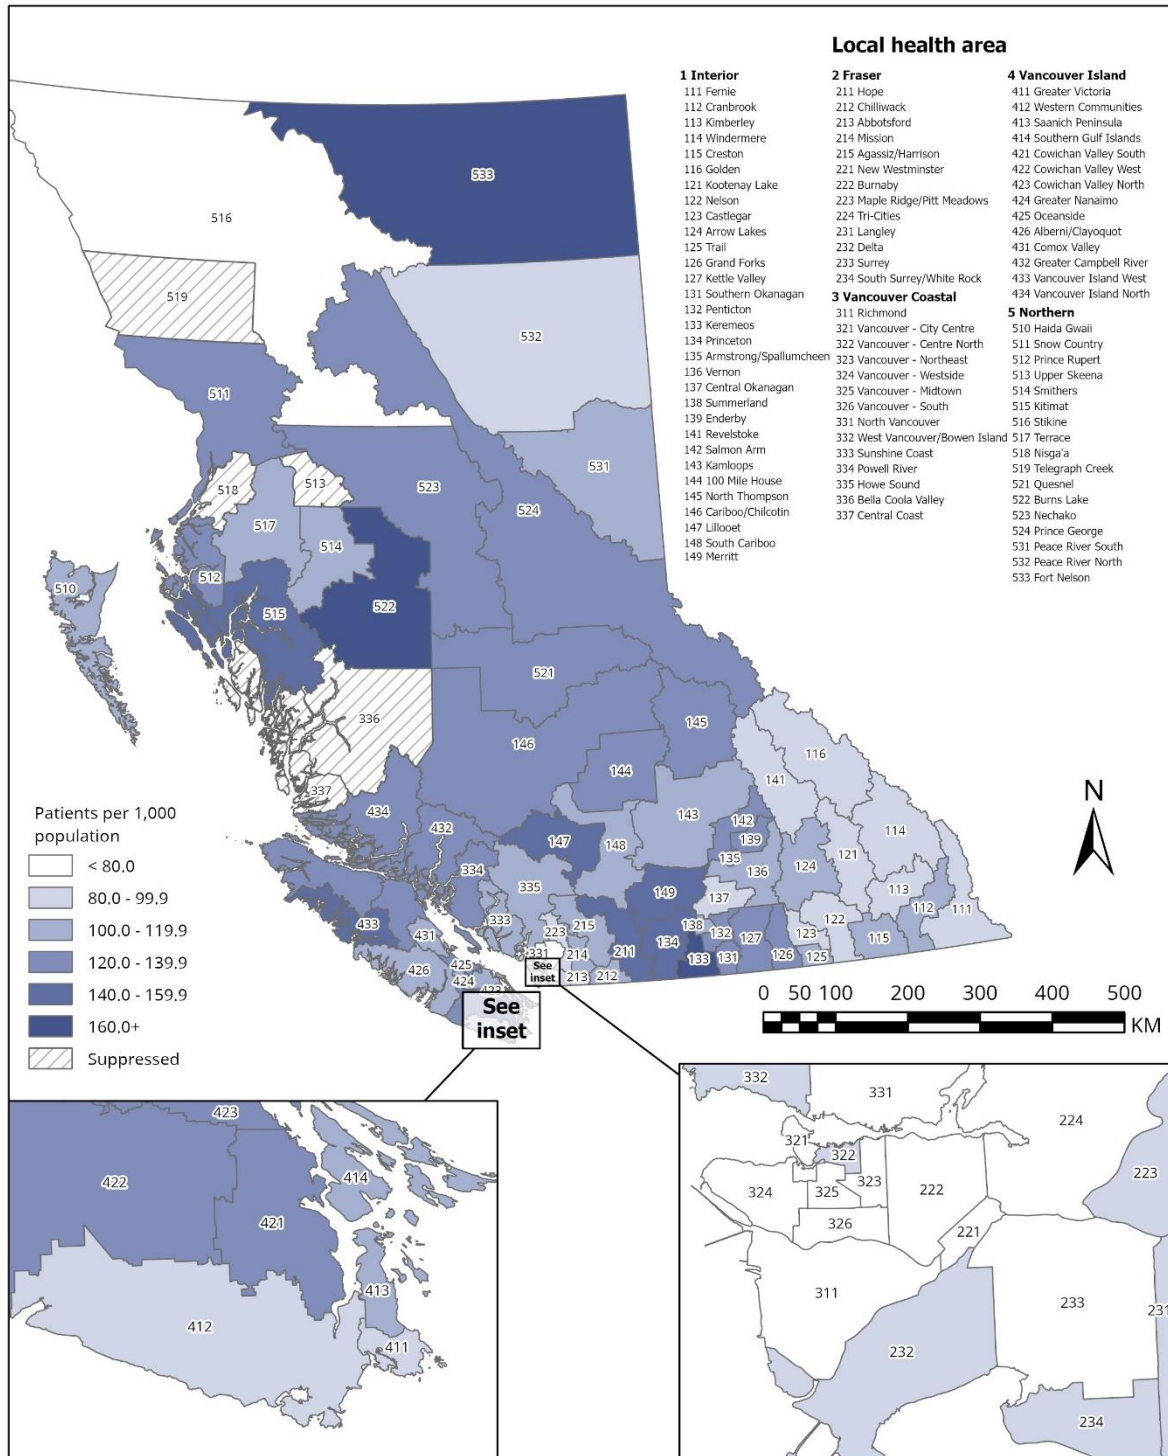 Local health area
1 Interior
111 Fernie
112 Cranbrook
113 Kimberley
114 Windermere
115 Creston
116 Golden
121 Kootenay Lake
122 Nelson
123 Castlegar
124 Arrow Lakes
125 Trail
126 Grand Forks
127 Kettle Valley
131 Southern Okanagan
132 Penticton
133 Keremeos
134 Princeton
135 Armstrong/Spallumcheen
136 Vernon
137 Central Okanagan
138 Summerland
139 Enderby
141 Revelstoke
142 Salmon Arm
143 Kamloops
144 100 Mile House
145 North Thompson
146 Cariboo/Chilcotin
147 Lillooet
148 South Cariboo
149 Merritt
2 Fraser
211 Hope
212 Chilliwack
213 Abbotsford
214 Mission
215 Agassiz/Harrison
221 New Westminster
222 Burnaby
223 Maple Ridge/Pitt Meadows
224 Tri-Cities
231 Langley
232 Delta
233 Surrey
234 South Surrey/White Rock
3 Vancouver Coastal
311 Richmond
321 Vancouver - City Centre
322 Vancouver - Centre North
323 Vancouver - Northeast
324 Vancouver - Westside
325 Vancouver - Midtown
326 Vancouver - South
331 North Vancouver
332 West Vancouver/Bowen Island
333 Sunshine Coast
334 Powell River
335 Howe Sound
336 Bella Coola Valley
337 Central Coast
4 Vancouver Island
411 Greater Victoria
412 Western Communities
413 Saanich Peninsula
414 Southern Gulf Islands
421 Cowichan Valley South
422 Cowichan Valley West
423 Cowichan Valley North
424 Greater Nanaimo
425 Oceanside
426 Alberni/Clayoquot
431 Comox Valley
432 Greater Campbell River
433 Vancouver Island West
434 Vancouver Island North
5 Northern
510 Haida Gwaii
511 Snow Country
512 Prince Rupert
513 Upper Skeena
514 Smithers
515 Kitimat
516 Stikine
517 Terrace
518 Nisga'a
519 Telegraph Creek
521 Quesnel
522 Burns Lake
523 Nechako
524 Prince George
531 Peace River South
532 Peace River North
533 Fort Nelson
533
516
519
532
511
531
513
518
523
524
517
514
512
510
522
515
521
336
145
146
116
144
141
337
143
434
432
142
114
147
139
148
121
334
135
124
136
335
113
149
137
112
333
215
433
122
111
223
138
431
132
123
127
115
134
211
331
214
131
126
125
133
425
426
424
213
212
423
See
inset
See
inset
N
0 50 100 200 300 400 500
KM
Patients per 1,000
population
< 80.0
80.0 - 99.9
100.0 - 119.9
120.0 - 139.9
140.0 - 159.9
160.0+
Suppressed
423
422
414
421
413
412
411
332
331
224
321
322
223
324
325
323
222
326
221
311
233
231
232
234